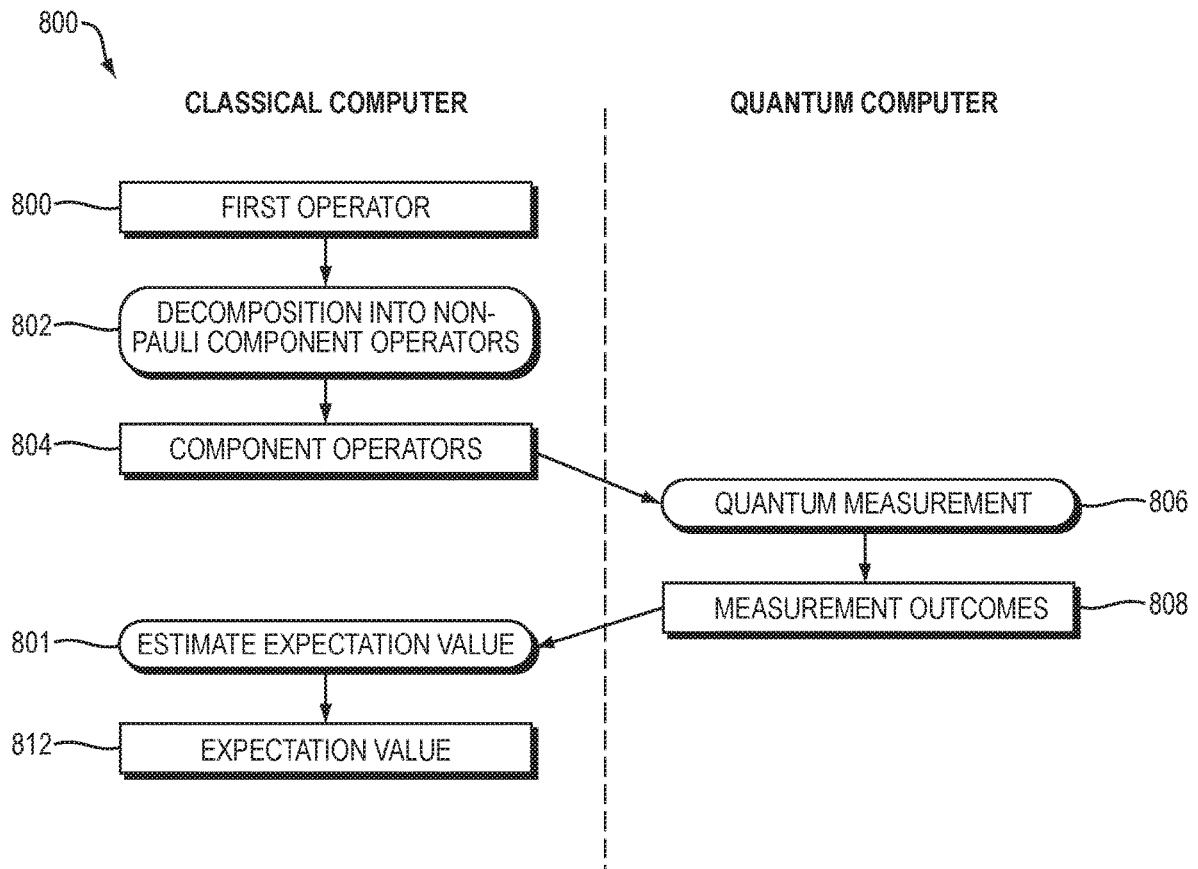 800
CLASSICAL COMPUTER
QUANTUM COMPUTER
800
FIRST OPERATOR
802
DECOMPOSITION INTO NON-
PAULI COMPONENT OPERATORS
804
COMPONENT OPERATORS
QUANTUM MEASUREMENT
806
MEASUREMENT OUTCOMES
808
801
ESTIMATE EXPECTATION VALUE
812
EXPECTATION VALUE